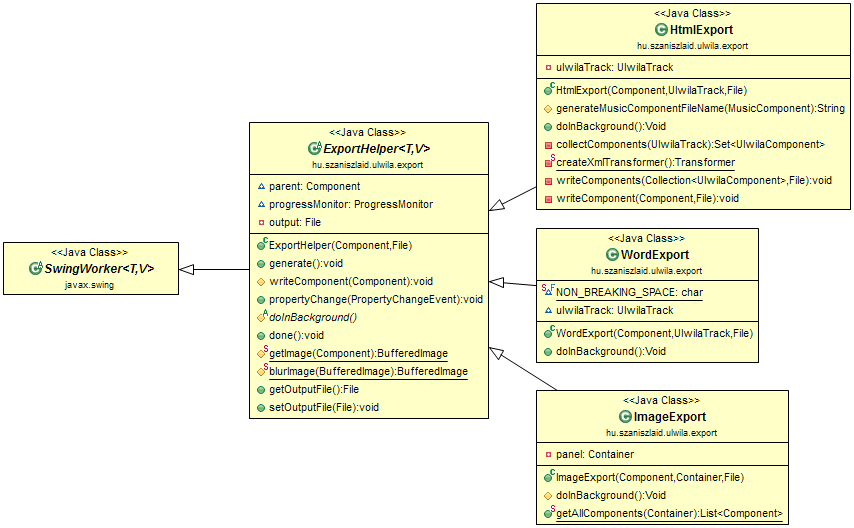 <<Java Class>>
SwingWorker<T,V>
javax.swing
<<Java Class>>
ExportHelper<T,V>
hu.szaniszlaid.ulwila.export
parent: Component
progressMonitor: ProgressMonitor
output: File
ExportHelper(Component,File)
generate():void
writeComponent(Component):void
propertyChange(PropertyChangeEvent):void
doInBackground()
done():void
getImage(Component):BufferedImage
blurImage(BufferedImage):BufferedImage
getOutputFile():File
setOutputFile(File):void
<<Java Class>>
HtmlExport
hu.szaniszlaid.ulwila.export
ulwilaTrack: UlwilaTrack
HtmlExport(Component,UlwilaTrack,File)
generateMusicComponentFileName(MusicComponent):String
doInBackground():Void
collectComponents(UlwilaTrack):Set<UlwilaComponent>
createXmlTransformer():Transformer
writeComponents(Collection<UlwilaComponent>,File):void
writeComponent(Component,File):void
<<Java Class>>
WordExport
hu.szaniszlaid.ulwila.export
NON_BREAKING_SPACE: char
ulwilaTrack: UlwilaTrack
WordExport(Component,UlwilaTrack,File)
doInBackground():Void
<<Java Class>>
ImageExport
hu.szaniszlaid.ulwila.export
panel: Container
ImageExport(Component,Container,File)
doInBackground():Void
getAllComponents(Container):List<Component>